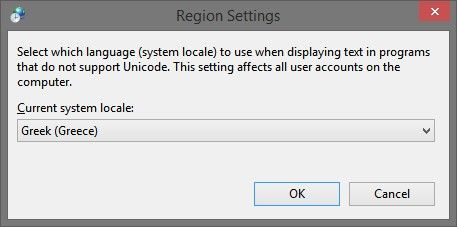 Region Settings
Select which language (system locale) to use when displaying text in programs
that do not support Unicode. This setting affects all user accounts on the
computer.
Current system locale:
Greek (Greece)
OK Cancel